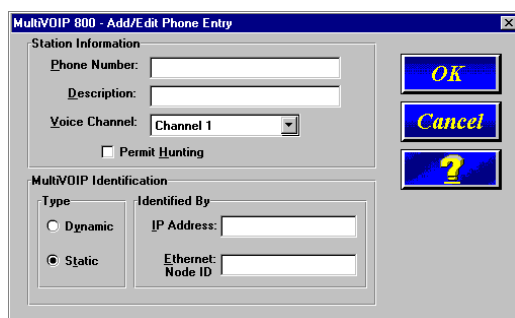 MultiVOIP 800 - Add/Edit Phone Entry
Station Information
Phone Number:
OK
Description:
Voice Channel: Channel 1
Cancel
Permit Hunting
?
MultiVOIP Identification
Type
Identified By
Dynamic
IP Address:
Static
Ethernet:
Node ID